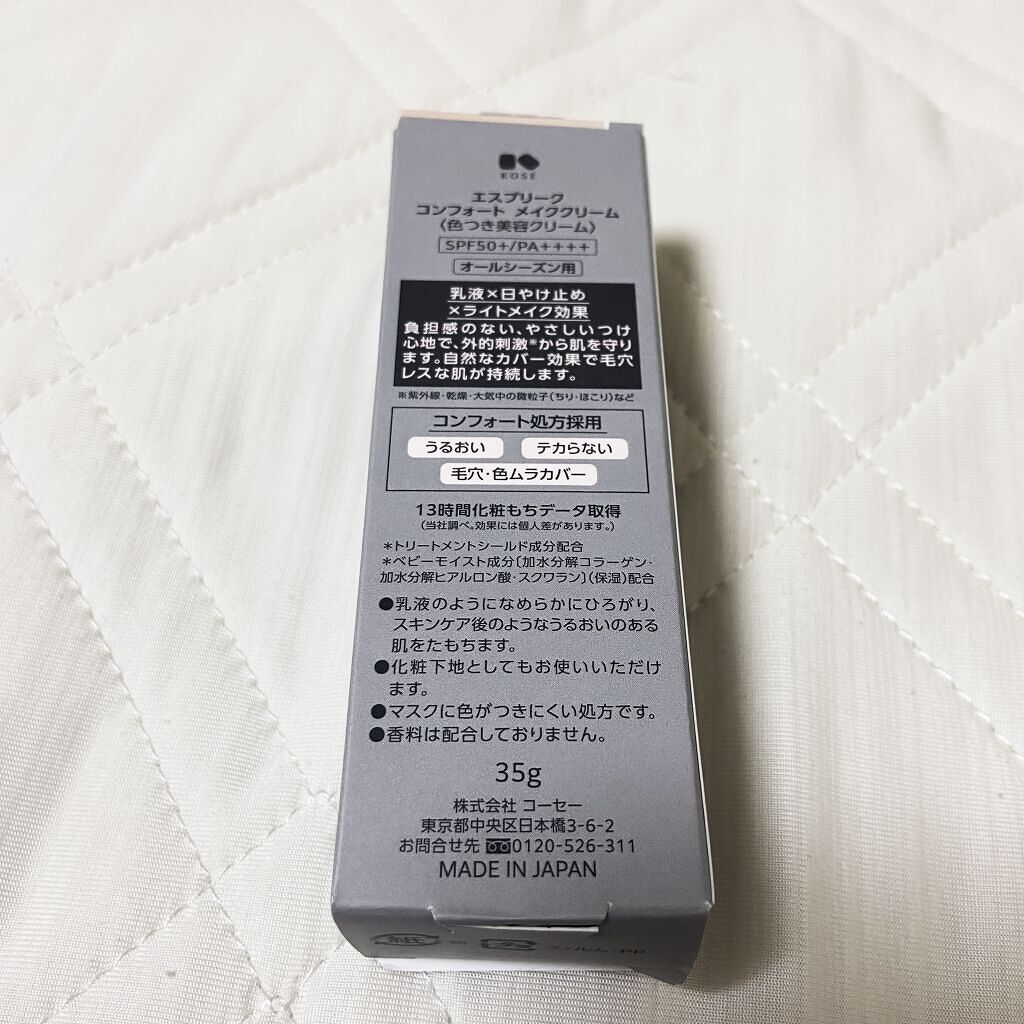 KOSÉ
エスプリーク
コンフォート メイククリーム
〈色つき美容クリーム〉
SPF50+/PA++++
オールシーズン用
乳液×日やけ止め
×ライトメイク効果
負担感のない、やさしいつけ
心地で、外的刺激※から肌を守り
ます。自然なカバー効果で毛穴
レスな肌が持続します。
※紫外線・乾燥・大気中の微粒子(ちり・ほこり)など
コンフォート処方採用
うるおい テカらない
毛穴・色ムラカバー
13時間化粧もちデータ取得
(当社調べ。効果には個人差があります。)
*トリートメントシールド成分配合
*ベビーモイスト成分〔加水分解コラーゲン・
加水分解ヒアルロン酸・スクワラン〕(保湿)配合
●乳液のようになめらかにひろがり、
スキンケア後のようなうるおいのある
肌をたもちます。
●化粧下地としてもお使いいただけ
ます。
●マスクに色がつきにくい処方です。
●香料は配合しておりません。
35g
株式会社 コーセー
東京都中央区日本橋3-6-2
お問合せ先 0120-526-311
MADE IN JAPAN
紙 箱 プラ フィルム:PP